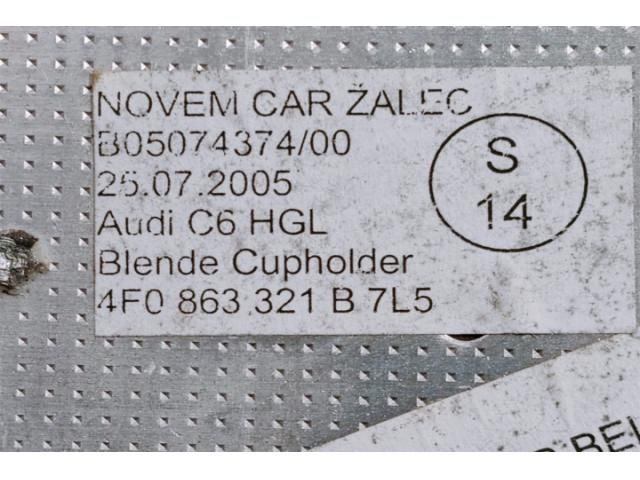 NOVEM CAR ŽALEC
B05074374/00
25.07.2005
Audi C6 HGL
Blende Cupholder
4F0 863 321 B 7L5
S
14